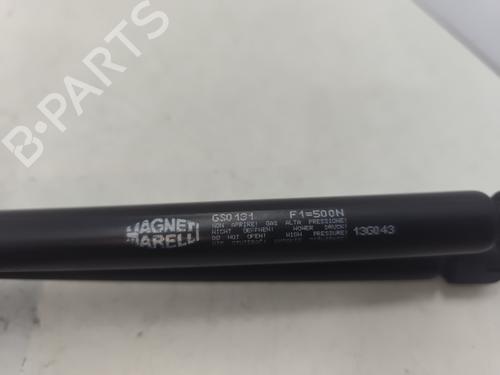 B-PARTS
MAGNETI
MARELLI
GS0131 F1=500N
NON APRIRE! GAS ALTA PRESSIONE!
NICHT OEFFNEN! HOHER DRUCK!
DO NOT OPEN! HIGH PRESSURE!
13G043